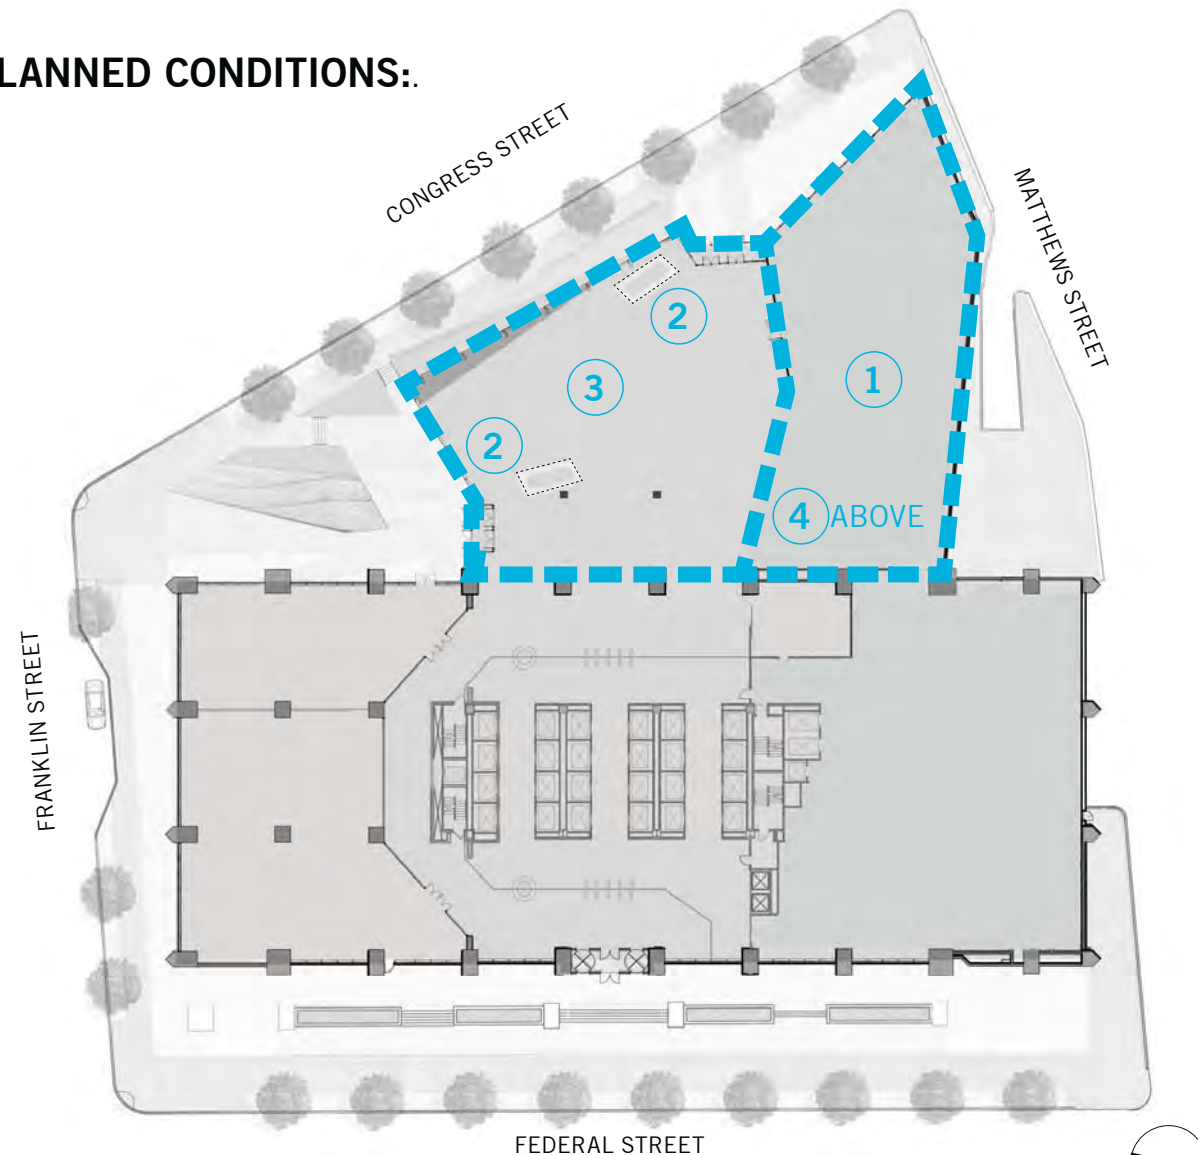 LANNED CONDITIONS:.
CONGRESS STREET
MATTHEWS STREET
2
1
3
2
4 ABOVE
FRANKLIN STREET
FEDERAL STREET